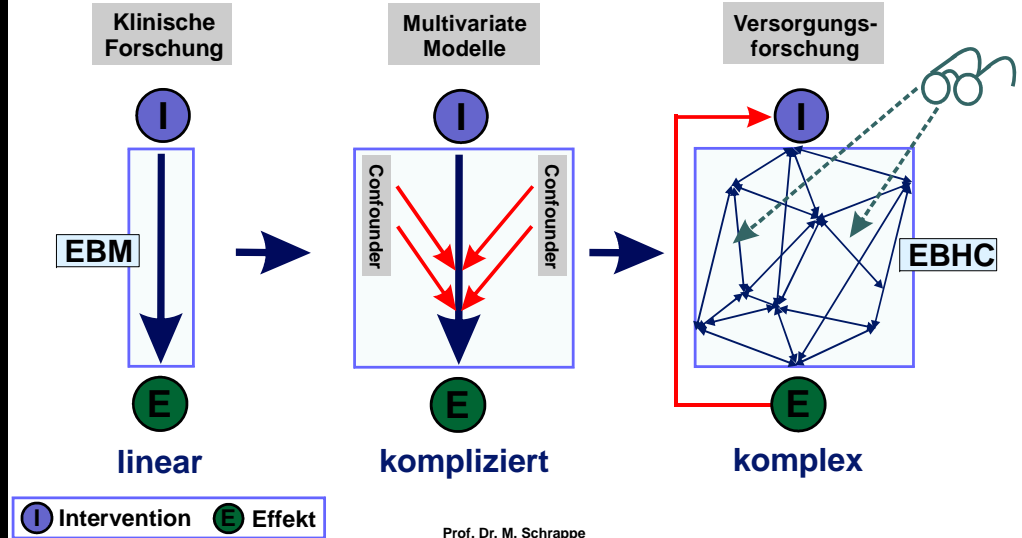 Klinische
Forschung
Multivariate
Modelle
Versorgungs-
forschung
I
I
I
Confounder
Confounder
EBM
EBHC
E
E
E
linear
kompliziert
komplex
I Intervention E Effekt
Prof. Dr. M. Schrappe